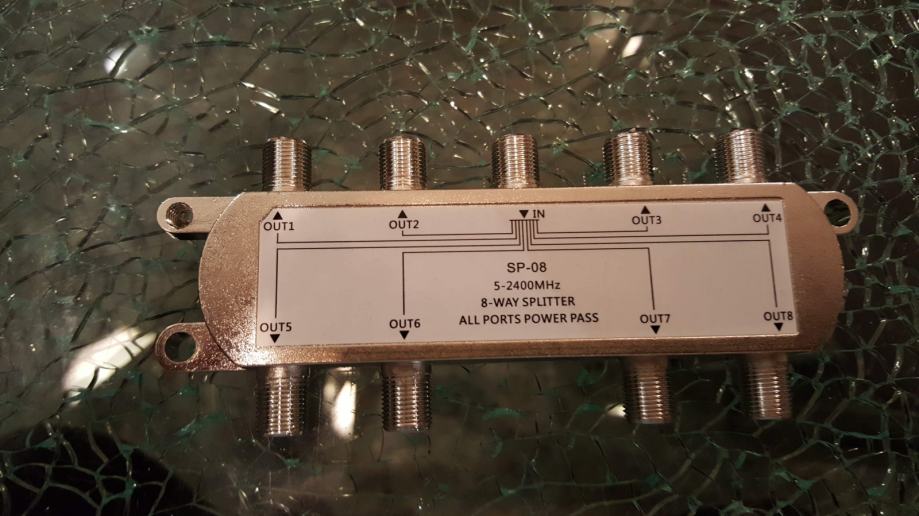 OUT1
OUT2
IN
OUT3
OUT4
SP-08
5-2400MHz
8-WAY SPLITTER
ALL PORTS POWER PASS
OUT5
OUT6
OUT7
OUT8